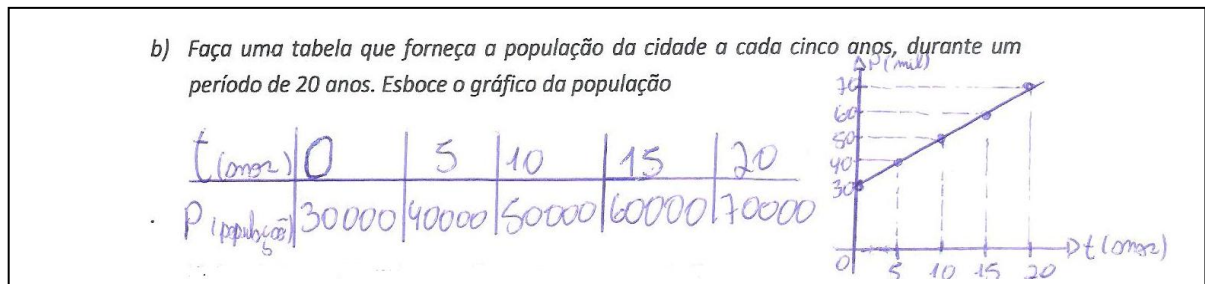 b) Faça uma tabela que forneça a população da cidade a cada cinco anos, durante um
período de 20 anos. Esboce o gráfico da população
t (anos) 0 5 10 15 20
P (população) 30000 40000 50000 60000 70000
P (mil)
70
60
50
40
30
0 5 10 15 20 t (anos)